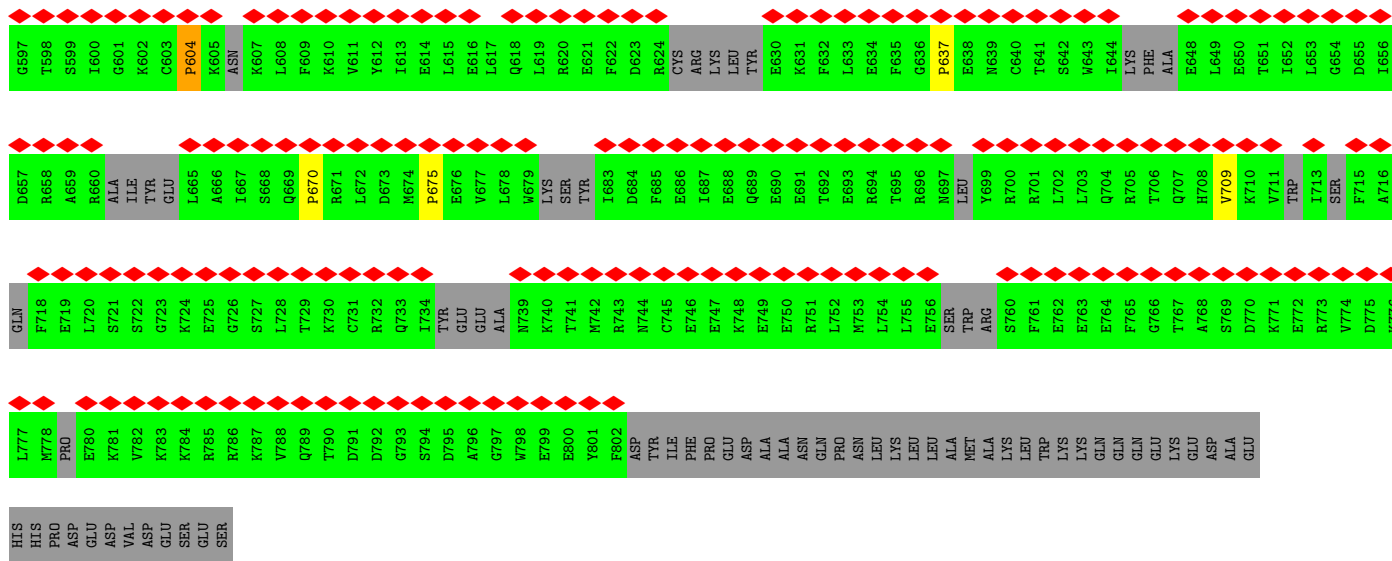 G597 T598 S599 I600 G601 K602 C603 P604 K605 ASN K607 L608 F609 K610 V611 Y612 I613 E614 L615 E616 L617 Q618 L619 R620 E621 F622 D623 R624 CYS ARG LYS LEU TYR E630 K631 F632 L633 E634 F635 G636 P637 E638 N639 C640 T641 S642 W643 I644 LYS PHE ALA E648 L649 E650 T651 I652 L653 G654 D655 I656
D657 R658 A659 R660 ALA ILE TYR GLU L665 A666 I667 S668 Q669 P670 R671 L672 D673 M674 P675 E676 V677 L678 W679 LYS SER TYR I683 D684 F685 E686 I687 E688 Q689 E690 E691 T692 E693 R694 T695 R696 N697 LEU Y699 R700 R701 L702 L703 Q704 R705 T706 Q707 H708 V709 K710 V711 TRP I713 SER F715 A716
GLN F718 E719 L720 S721 S722 G723 K724 E725 G726 S727 L728 T729 K730 C731 R732 Q733 I734 TYR GLU GLU ALA N739 K740 T741 M742 R743 N744 C745 E746 E747 K748 E749 E750 R751 L752 M753 L754 L755 E756 SER TRP ARG S760 F761 E762 E763 E764 F765 G766 T767 A768 S769 D770 K771 E772 R773 V774 D775 K776
L777 M778 PRO E780 K781 V782 K783 K784 R785 R786 K787 V788 Q789 T790 D791 D792 G793 S794 D795 A796 G797 W798 E799 E800 Y801 F802 ASP TYR ILE PHE PRO GLU ASP ALA ALA ASN GLN PRO ASN LEU LYS LEU LEU ALA MET ALA LYS LEU TRP LYS LYS GLN GLN GLN GLU LYS GLU ASP ALA GLU
HIS HIS PRO ASP GLU ASP VAL ASP GLU SER GLU SER